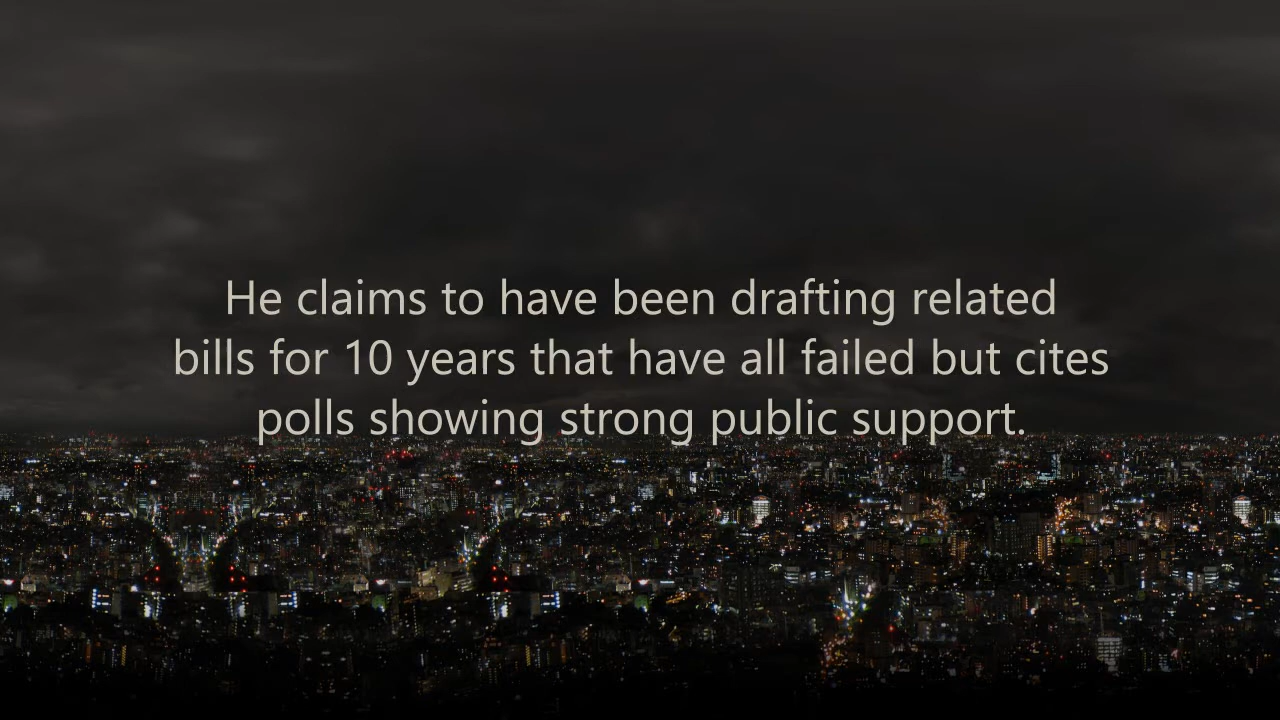 He claims to have been drafting related
bills for 10 years that have all failed but cites
polls showing strong public support.